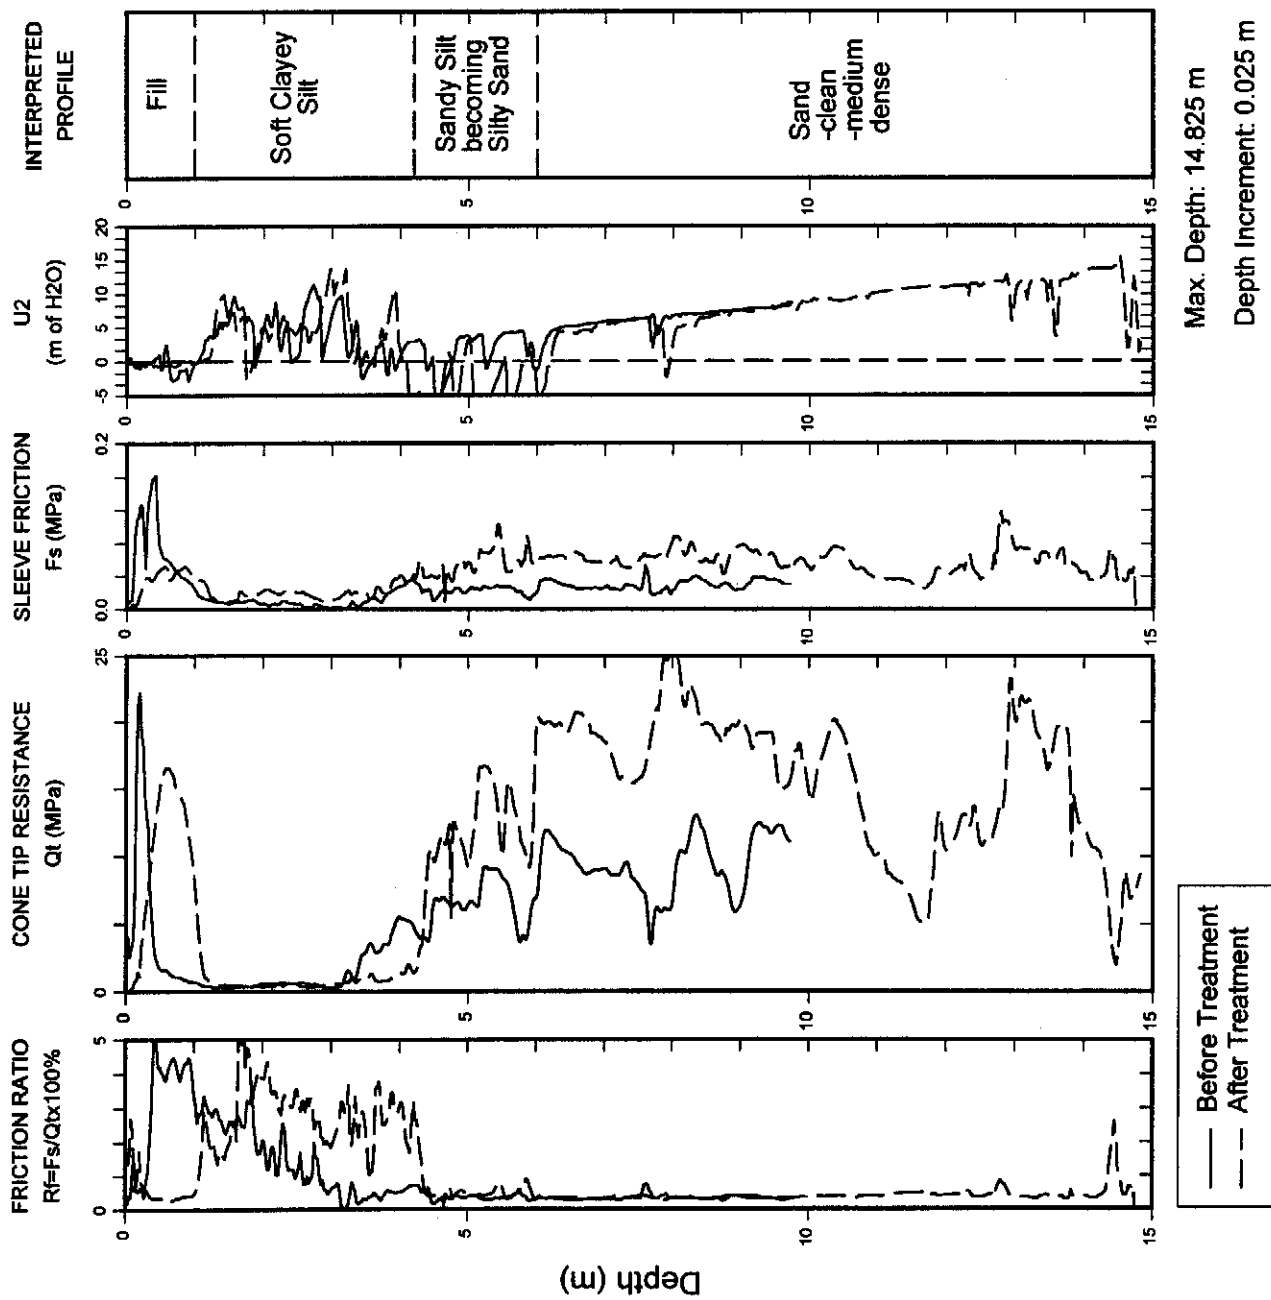 FRICTION RATIO
Rf=Fs/Qtx100%
0
5
0
5
10
15
Depth (m)
CONE TIP RESISTANCE
Qt (MPa)
0
25
0
5
10
15
SLEEVE FRICTION
Fs (MPa)
0.0
0.2
0
5
10
15
U2
(m of H2O)
-5
0
5
10
15
20
0
5
10
15
INTERPRETED
PROFILE
0
5
10
15
Fill
Soft Clayey
Silt
Sandy Silt
becoming
Silty Sand
Sand
-clean
-medium
dense
Before Treatment
After Treatment
Max. Depth: 14.825 m
Depth Increment: 0.025 m